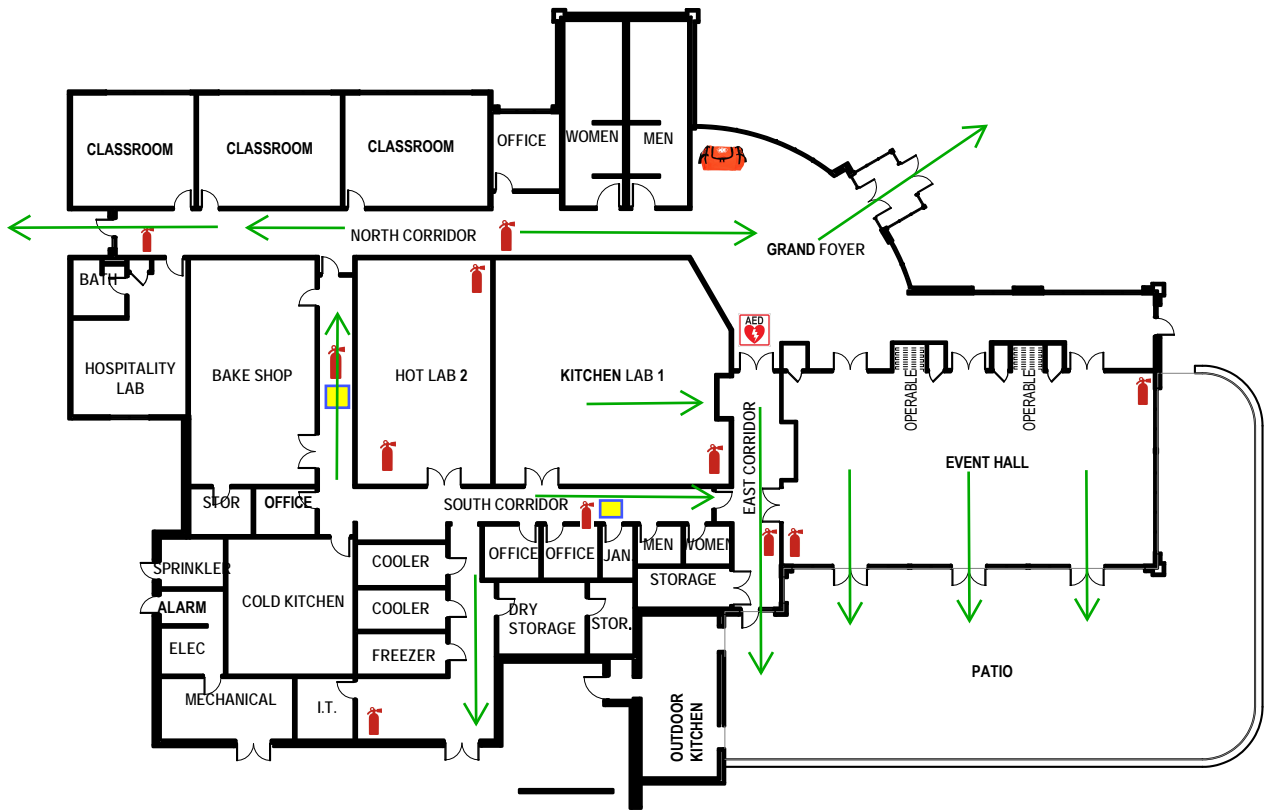 CLASSROOM
CLASSROOM
CLASSROOM
OFFICE
WOMEN
MEN
NORTH CORRIDOR
GRAND FOYER
BATH
HOSPITALITY
LAB
BAKE SHOP
HOT LAB 2
KITCHEN LAB 1
AED
OPERABLE
OPERABLE
EAST CORRIDOR
EVENT HALL
STOR
OFFICE
SOUTH CORRIDOR
SPRINKLER
COLD KITCHEN
COOLER
OFFICE
OFFICE
JAN
MEN
WOMEN
STORAGE
ALARM
COOLER
DRY
STORAGE
STOR.
ELEC
FREEZER
MECHANICAL
I.T.
OUTDOOR
KITCHEN
PATIO